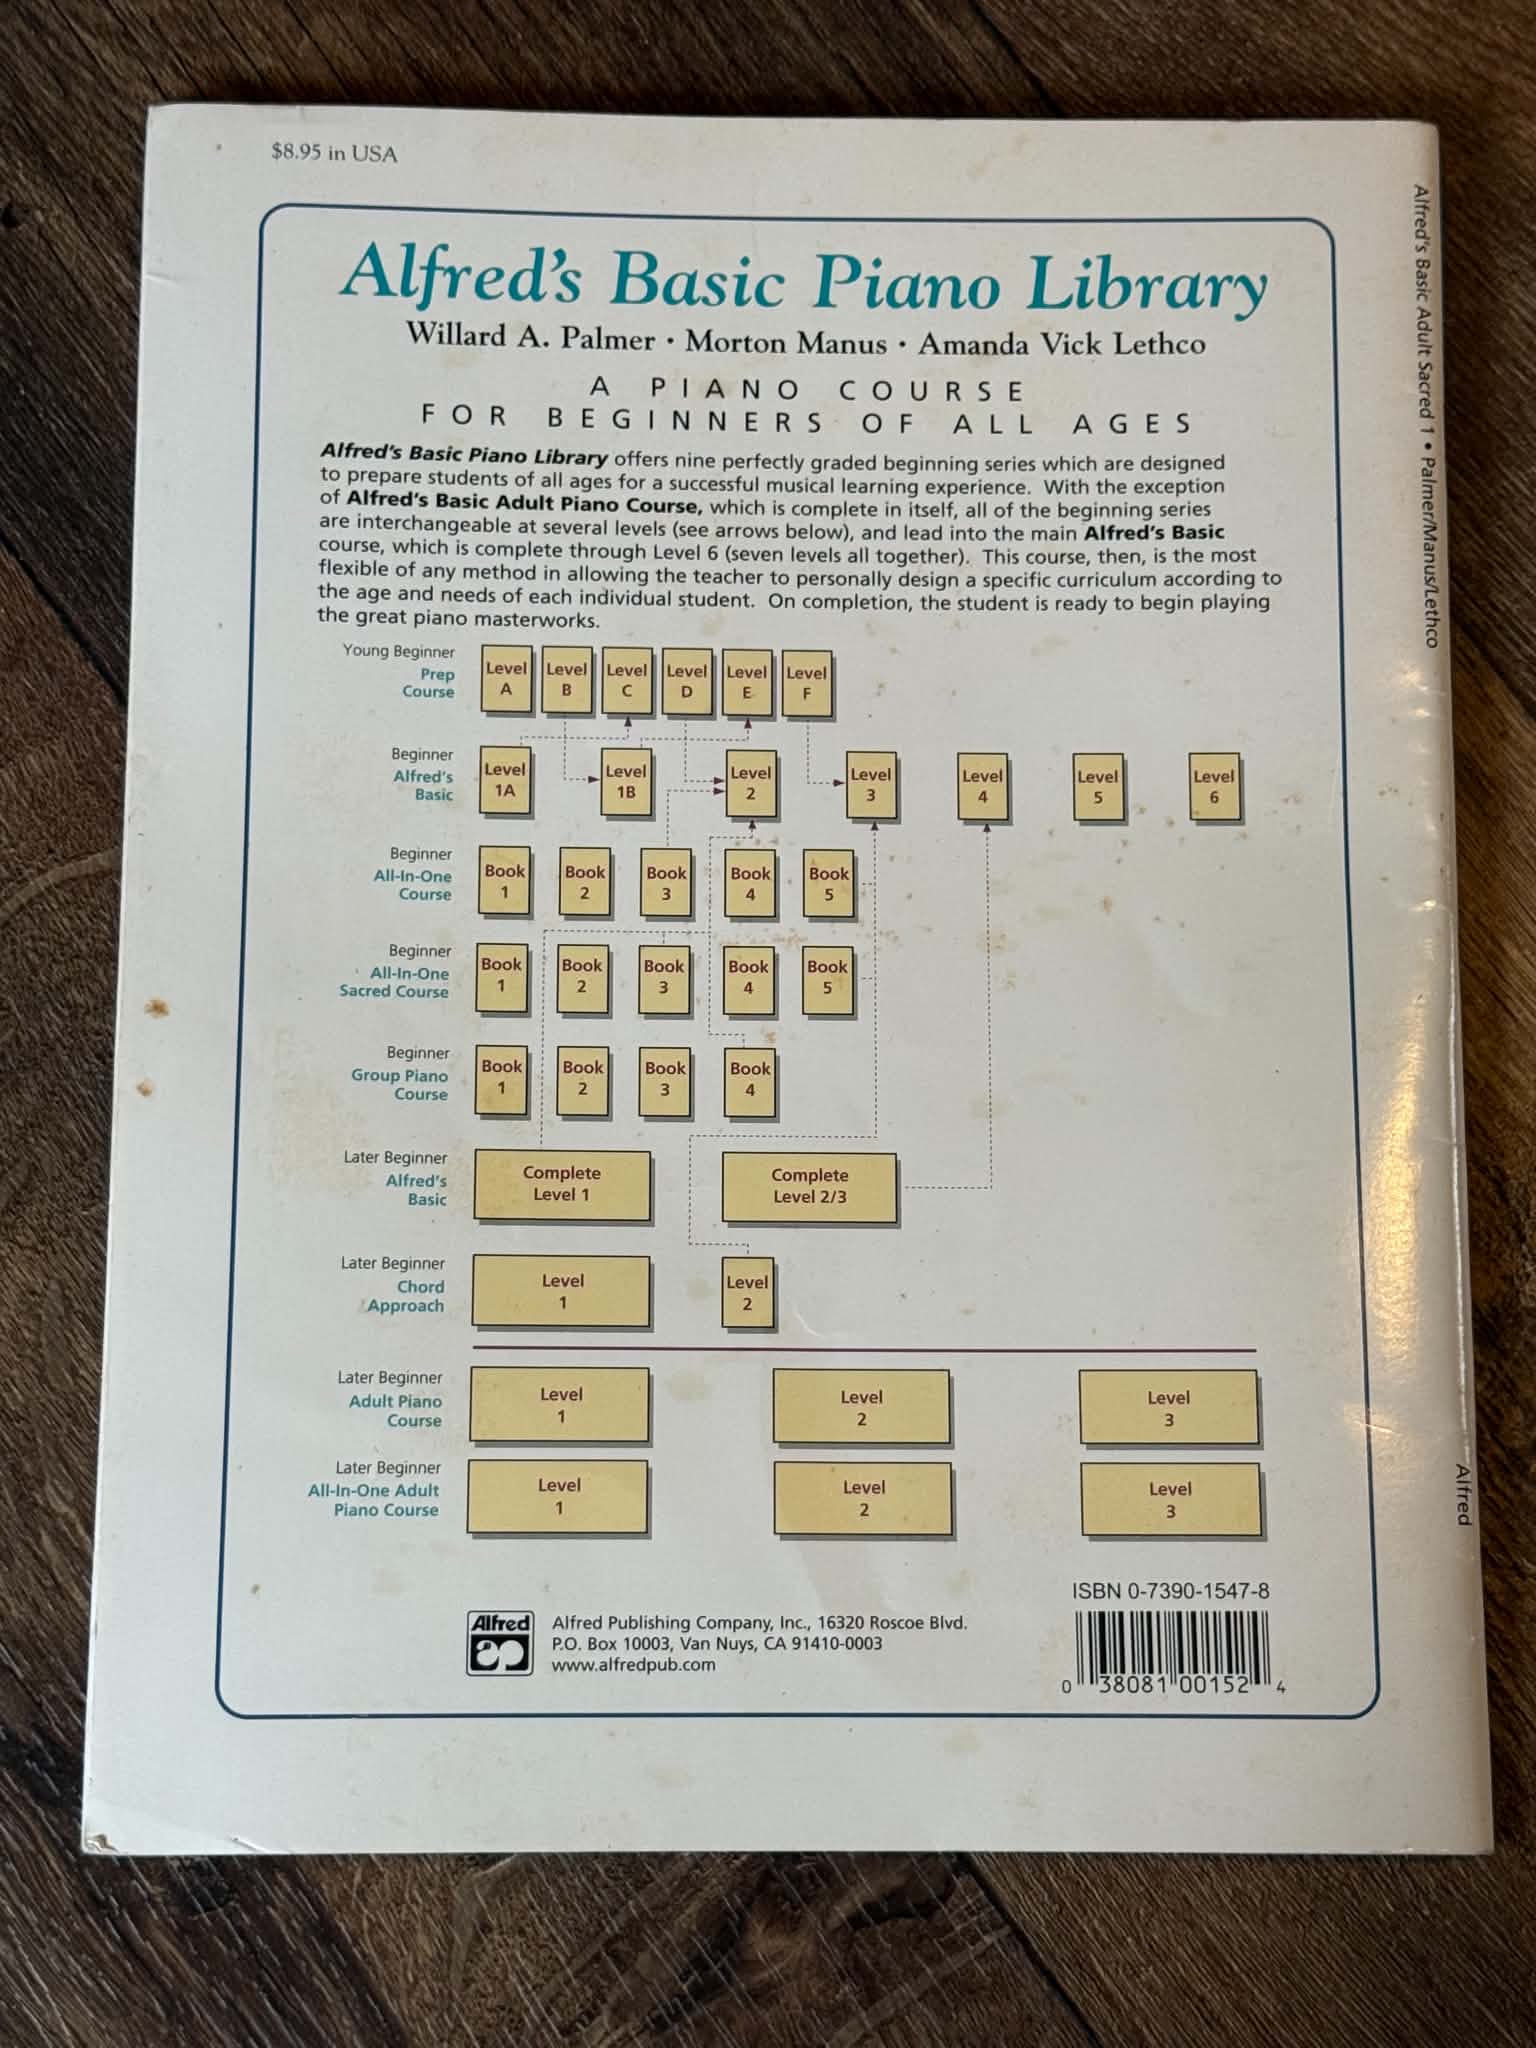 $8.95 in USA
Alfred's Basic Piano Library
Willard A. Palmer • Morton Manus • Amanda Vick Lethco
A PIANO COURSE
FOR BEGINNERS OF ALL AGES
Alfred's Basic Piano Library offers nine perfectly graded beginning series which are designed
to prepare students of all ages for a successful musical learning experience. With the exception
of Alfred's Basic Adult Piano Course, which is complete in itself, all of the beginning series
are interchangeable at several levels (see arrows below), and lead into the main Alfred's Basic
course, which is complete through Level 6 (seven levels all together). This course, then, is the most
flexible of any method in allowing the teacher to personally design a specific curriculum according to
the age and needs of each individual student. On completion, the student is ready to begin playing
the great piano masterworks.
Young Beginner
Prep
Course
Level
A
Level
B
Level
C
Level
D
Level
E
Level
F
Beginner
Alfred's
Basic
Level
1A
Level
1B
Level
2
Level
3
Level
4
Level
5
Level
6
Beginner
All-In-One
Course
Book
1
Book
2
Book
3
Book
4
Book
5
Beginner
All-In-One
Sacred Course
Book
1
Book
2
Book
3
Book
4
Book
5
Beginner
Group Piano
Course
Book
1
Book
2
Book
3
Book
4
Later Beginner
Alfred's
Basic
Complete
Level 1
Complete
Level 2/3
Later Beginner
Chord
Approach
Level
1
Level
2
Later Beginner
Adult Piano
Course
Level
1
Level
2
Level
3
Later Beginner
All-In-One Adult
Piano Course
Level
1
Level
2
Level
3
Alfred
Alfred Publishing Company, Inc., 16320 Roscoe Blvd.
P.O. Box 10003, Van Nuys, CA 91410-0003
www.alfredpub.com
ISBN 0-7390-1547-8
0 38081 00152 4
Alfred's Basic Adult Sacred 1 • Palmer/Manus/Lethco
Alfred